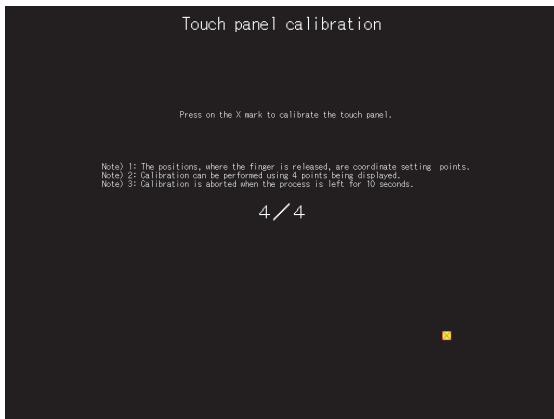 Touch panel calibration
Press on the X mark to calibrate the touch panel.
Note) 1: The positions, where the finger is released, are coordinate setting points.
Note) 2: Calibration can be performed using 4 points being displayed.
Note) 3: Calibration is aborted when the process is left for 10 seconds.
4/4
X